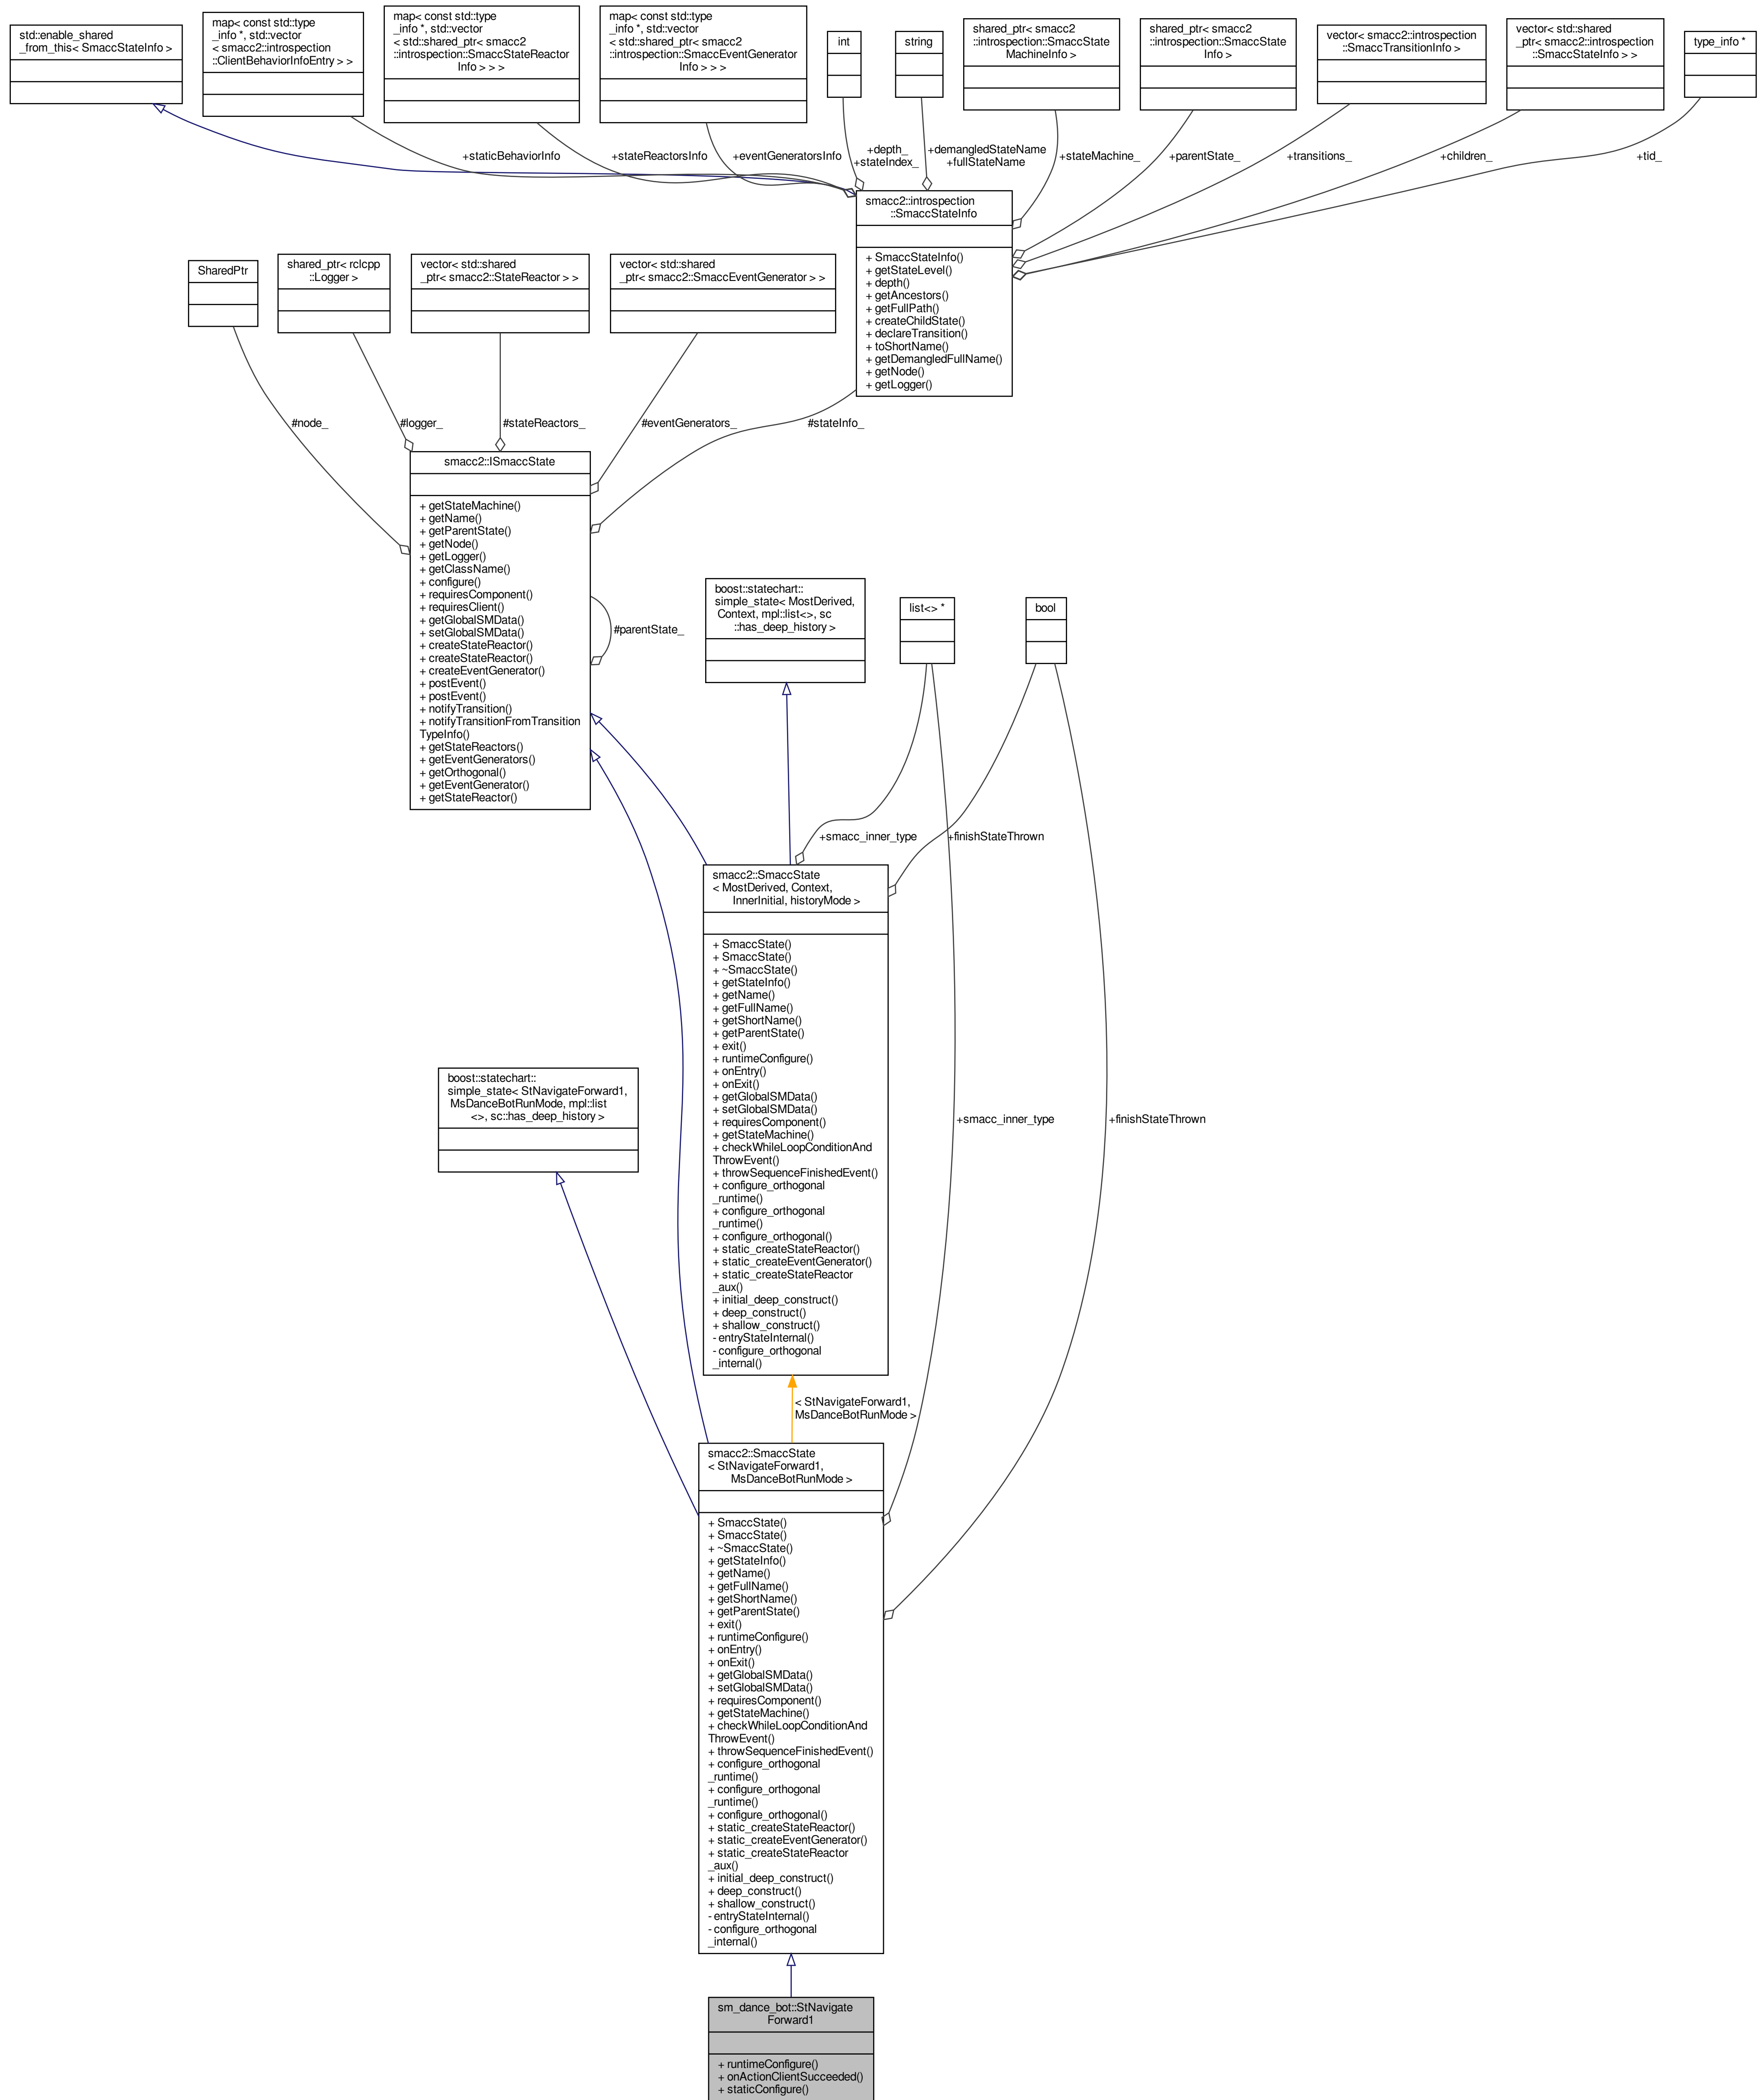 std::enable_shared
_from_this< SmaccStateInfo >
map< const std::type
_info *, std::vector
< smacc2::introspection
::ClientBehaviorInfoEntry > >
map< const std::type
_info *, std::vector
< std::shared_ptr< smacc2
::introspection::SmaccStateReactor
Info > > >
map< const std::type
_info *, std::vector
< std::shared_ptr< smacc2
::introspection::SmaccEventGenerator
Info > > >
int
string
shared_ptr< smacc2
::introspection::SmaccState
MachineInfo >
shared_ptr< smacc2
::introspection::SmaccState
Info >
vector< smacc2::introspection
::SmaccTransitionInfo >
vector< std::shared
_ptr< smacc2::introspection
::SmaccStateInfo > >
type_info *
+staticBehaviorInfo
+stateReactorsInfo
+eventGeneratorsInfo
+depth_
+stateIndex_
+demangledStateName
+fullStateName
+stateMachine_
+parentState_
+transitions_
+children_
+tid_
smacc2::introspection
::SmaccStateInfo
+ SmaccStateInfo()
+ getStateLevel()
+ depth()
+ getAncestors()
+ getFullPath()
+ createChildState()
+ declareTransition()
+ toShortName()
+ getDemangledFullName()
+ getNode()
+ getLogger()
SharedPtr
shared_ptr< rclcpp
::Logger >
vector< std::shared
_ptr< smacc2::StateReactor > >
vector< std::shared
_ptr< smacc2::SmaccEventGenerator > >
#node_
#logger_
#stateReactors_
#eventGenerators_
#stateInfo_
smacc2::ISmaccState
+ getStateMachine()
+ getName()
+ getParentState()
+ getNode()
+ getLogger()
+ getClassName()
+ configure()
+ requiresComponent()
+ requiresClient()
+ getGlobalSMData()
+ setGlobalSMData()
+ createStateReactor()
+ createStateReactor()
+ createEventGenerator()
+ postEvent()
+ postEvent()
+ notifyTransition()
+ notifyTransitionFromTransition
TypeInfo()
+ getStateReactors()
+ getEventGenerators()
+ getOrthogonal()
+ getEventGenerator()
+ getStateReactor()
#parentState_
boost::statechart::
simple_state< MostDerived,
Context, mpl::list<>, sc
::has_deep_history >
list<> *
bool
+smacc_inner_type
+finishStateThrown
smacc2::SmaccState
< MostDerived, Context,
InnerInitial, historyMode >
+ SmaccState()
+ SmaccState()
+ ~SmaccState()
+ getStateInfo()
+ getName()
+ getFullName()
+ getShortName()
+ getParentState()
+ exit()
+ runtimeConfigure()
+ onEntry()
+ onExit()
+ getGlobalSMData()
+ setGlobalSMData()
+ requiresComponent()
+ getStateMachine()
+ checkWhileLoopConditionAnd
ThrowEvent()
+ throwSequenceFinishedEvent()
+ configure_orthogonal
_runtime()
+ configure_orthogonal
_runtime()
+ configure_orthogonal()
+ static_createStateReactor()
+ static_createEventGenerator()
+ static_createStateReactor
_aux()
+ initial_deep_construct()
+ deep_construct()
+ shallow_construct()
- entryStateInternal()
- configure_orthogonal
_internal()
boost::statechart::
simple_state< StNavigateForward1,
MsDanceBotRunMode, mpl::list
<>, sc::has_deep_history >
+smacc_inner_type
+finishStateThrown
< StNavigateForward1,
MsDanceBotRunMode >
smacc2::SmaccState
< StNavigateForward1,
MsDanceBotRunMode >
+ SmaccState()
+ SmaccState()
+ ~SmaccState()
+ getStateInfo()
+ getName()
+ getFullName()
+ getShortName()
+ getParentState()
+ exit()
+ runtimeConfigure()
+ onEntry()
+ onExit()
+ getGlobalSMData()
+ setGlobalSMData()
+ requiresComponent()
+ getStateMachine()
+ checkWhileLoopConditionAnd
ThrowEvent()
+ throwSequenceFinishedEvent()
+ configure_orthogonal
_runtime()
+ configure_orthogonal
_runtime()
+ configure_orthogonal()
+ static_createStateReactor()
+ static_createEventGenerator()
+ static_createStateReactor
_aux()
+ initial_deep_construct()
+ deep_construct()
+ shallow_construct()
- entryStateInternal()
- configure_orthogonal
_internal()
sm_dance_bot::StNavigate
Forward1
+ runtimeConfigure()
+ onActionClientSucceeded()
+ staticConfigure()